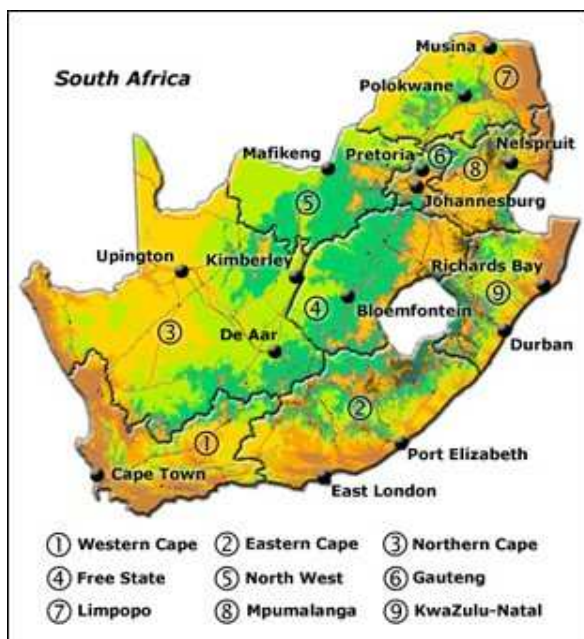 South Africa
Musina
Polokwane
⑦
Nelspruit
Mafikeng
Pretoria
⑥
⑧
Johannesburg
⑤
Upington
Kimberley
Richards Bay
④
Bloemfontein
⑨
③
De Aar
Durban
②
①
Port Elizabeth
Cape Town
East London
① Western Cape ② Eastern Cape ③ Northern Cape
④ Free State ⑤ North West ⑥ Gauteng
⑦ Limpopo ⑧ Mpumalanga ⑨ KwaZulu-Natal